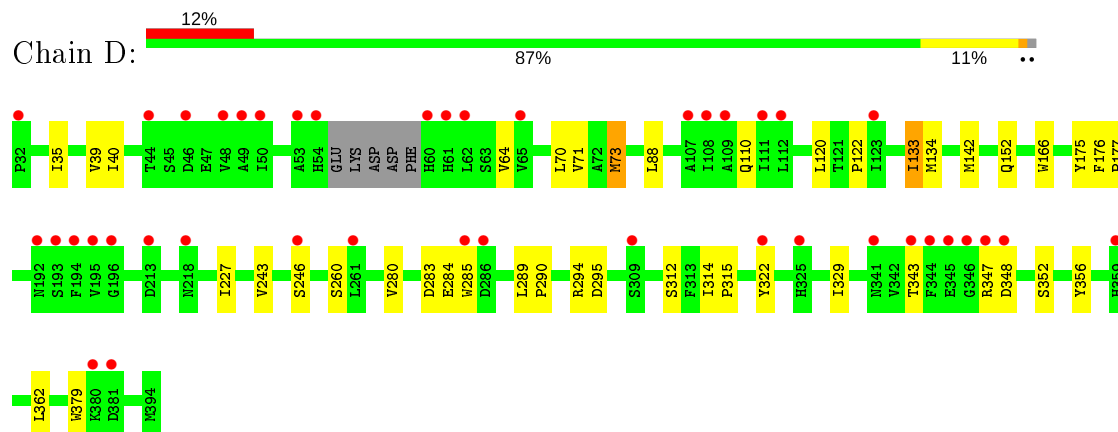 12%
Chain D:
87% 11% ••
P32 I35 V39 I40 T44 S45 D46 E47 V48 A49 I50 A53 H54 GLU LYS ASP ASP PHE H60 H61 L62 S63 V64 V65 L70 V71 A72 M73 L88 A107 I108 A109 Q110 I111 L112 L120 T121 P122 I123 I133 M134 M142 Q152 W166 Y175 F176 P177
N192 S193 F194 V195 G196 D213 N218 I227 V243 S246 S260 L261 V280 D283 E284 W285 D286 L289 P290 R294 D295 S309 S312 F313 I314 P315 Y322 H325 I329 N341 V342 T343 F344 E345 G346 R347 D348 S352 Y356 H359
L362 W379 K380 D381 M394